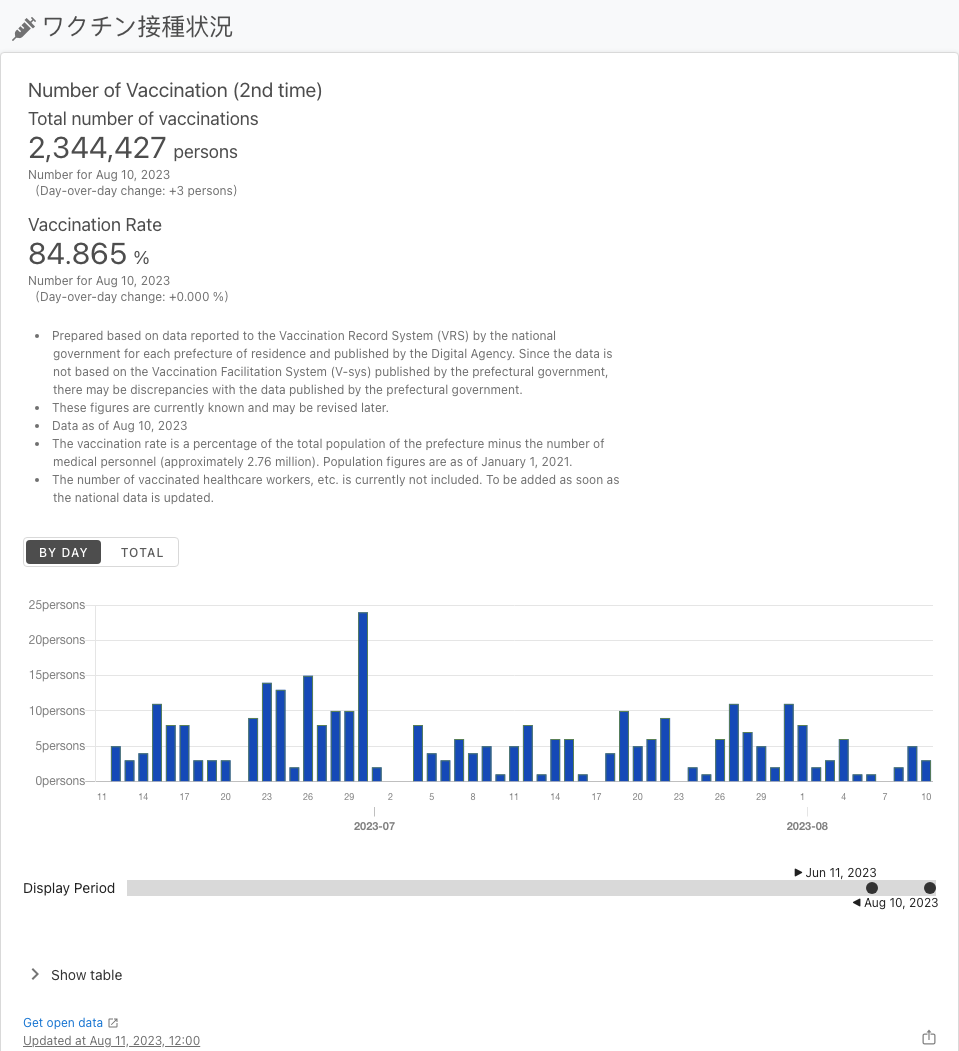 ワクチン接種状況
Number of Vaccination (2nd time)
Total number of vaccinations
2,344,427 persons
Number for Aug 10, 2023
(Day-over-day change: +3 persons)
Vaccination Rate
84.865 %
Number for Aug 10, 2023
(Day-over-day change: +0.000 %)
• Prepared based on data reported to the Vaccination Record System (VRS) by the national
government for each prefecture of residence and published by the Digital Agency. Since the data is
not based on the Vaccination Facilitation System (V-sys) published by the prefectural government,
there may be discrepancies with the data published by the prefectural government.
• These figures are currently known and may be revised later.
• Data as of Aug 10, 2023
• The vaccination rate is a percentage of the total population of the prefecture minus the number of
medical personnel (approximately 2.76 million). Population figures are as of January 1, 2021.
• The number of vaccinated healthcare workers, etc. is currently not included. To be added as soon as
the national data is updated.
BY DAY TOTAL
25persons
20persons
15persons
10persons
5persons
0persons
11 14 17 20 23 26 29 2 5 8 11 14 17 20 23 26 29 1 4 7 10
2023-07 2023-08
Jun 11, 2023
Display Period
Aug 10, 2023
Show table
Get open data
Updated at Aug 11, 2023, 12:00